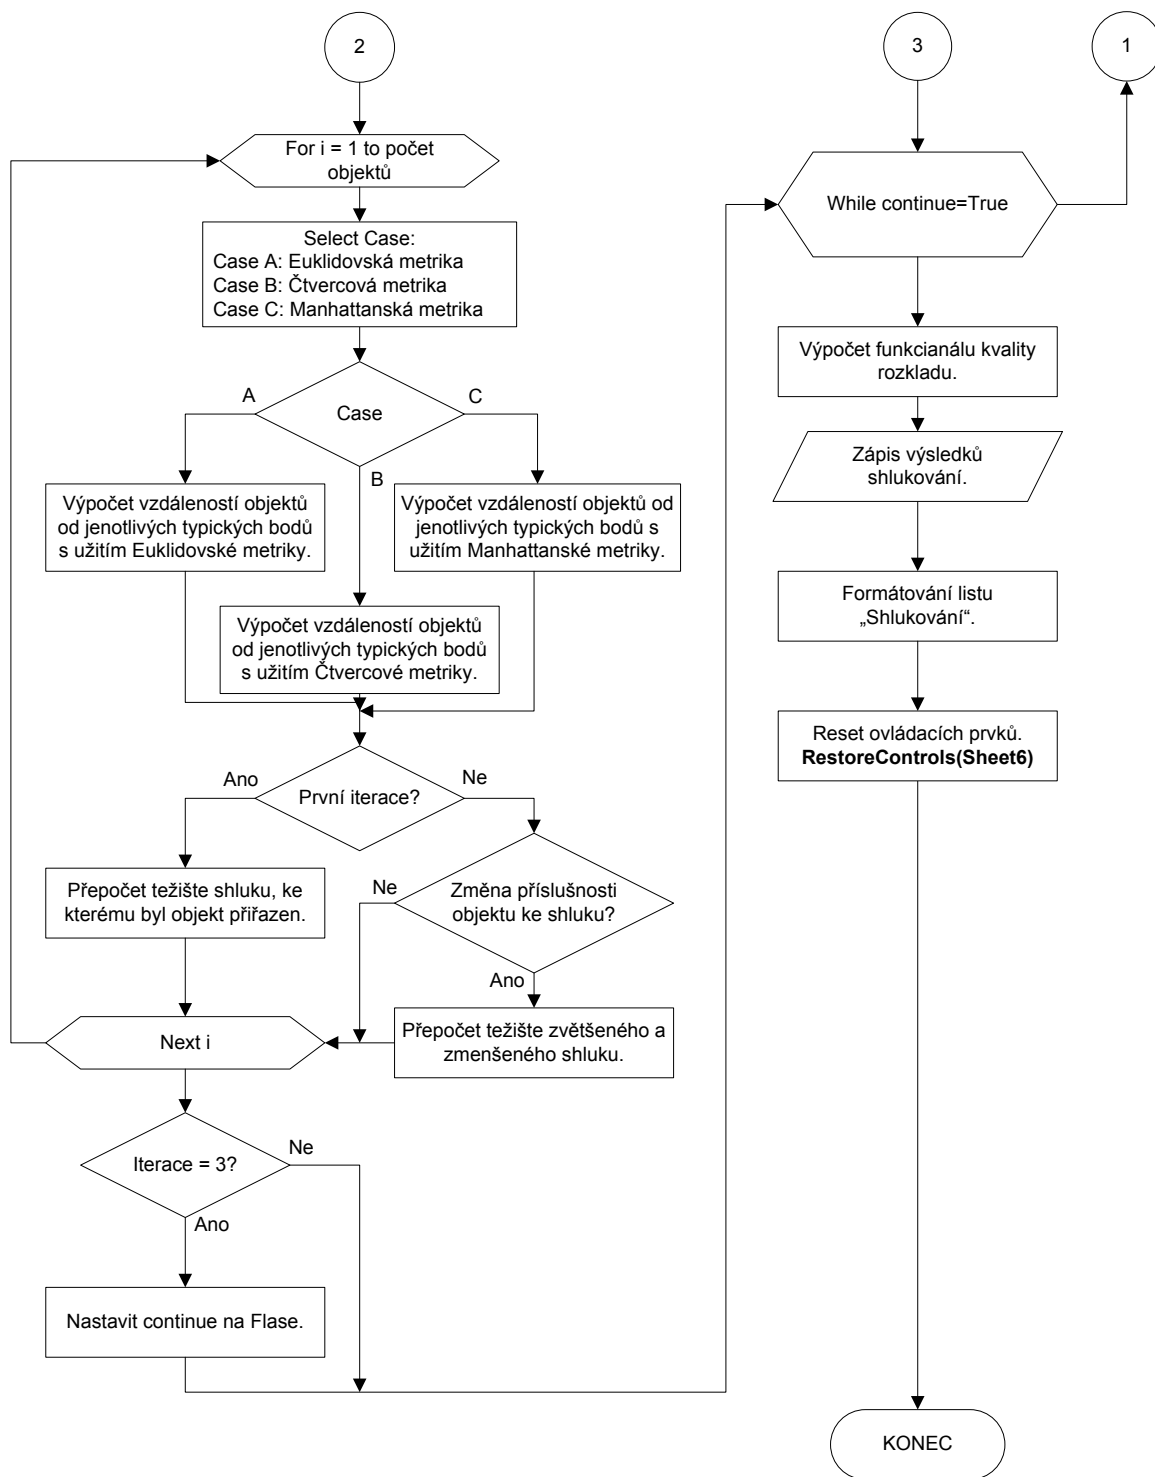 2
For i = 1 to počet
objektů
Select Case:
Case A: Euklidovská metrika
Case B: Čtvercová metrika
Case C: Manhattanská metrika
A
C
Case
B
Výpočet vzdáleností objektů
od jenotlivých typických bodů
s užitím Euklidovské metriky.
Výpočet vzdáleností objektů od
jenotlivých typických bodů s
užitím Manhattanské metriky.
Výpočet vzdáleností objektů
od jenotlivých typických bodů
s užitím Čtvercové metriky.
Ano
Ne
První iterace?
Přepočet težište shluku, ke
kterému byl objekt přiřazen.
Ne
Změna příslušnosti
objektu ke shluku?
Ano
Přepočet težište zvětšeného a
zmenšeného shluku.
Next i
Ne
Iterace = 3?
Ano
Nastavit continue na Flase.
3
1
While continue=True
Výpočet funkcianálu kvality
rozkladu.
Zápis výsledků
shlukování.
Formátování listu
„Shlukování“.
Reset ovládacích prvků.
RestoreControls(Sheet6)
KONEC